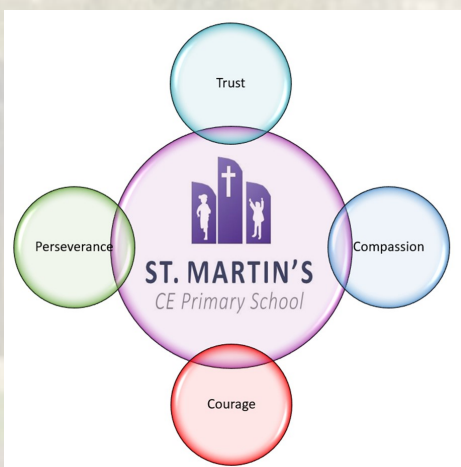 Trust
Perseverance
Compassion
ST. MARTIN'S
CE Primary School
Courage